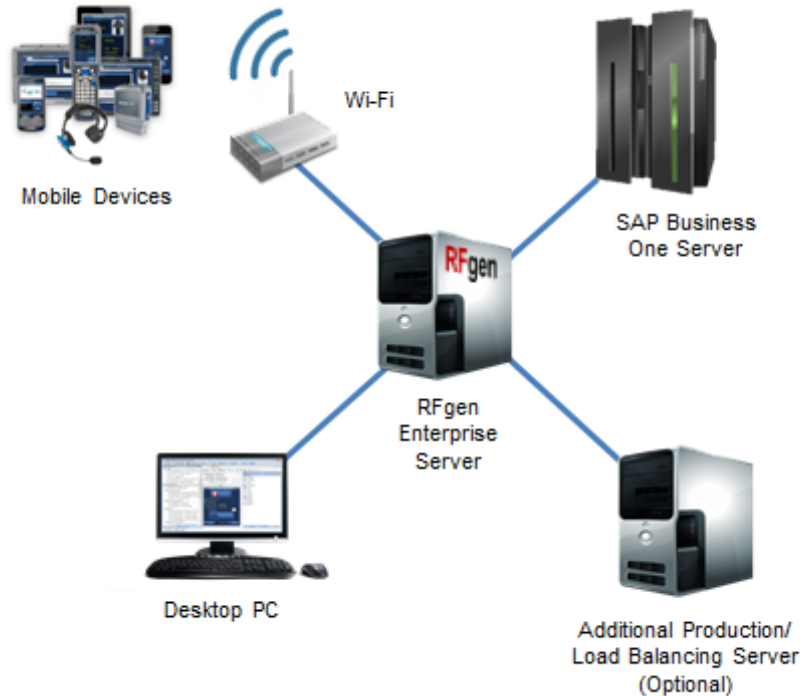 Wi-Fi
Mobile Devices
SAP Business
One Server
RFgen
RFgen
Enterprise
Server
Desktop PC
Additional Production/
Load Balancing Server
(Optional)